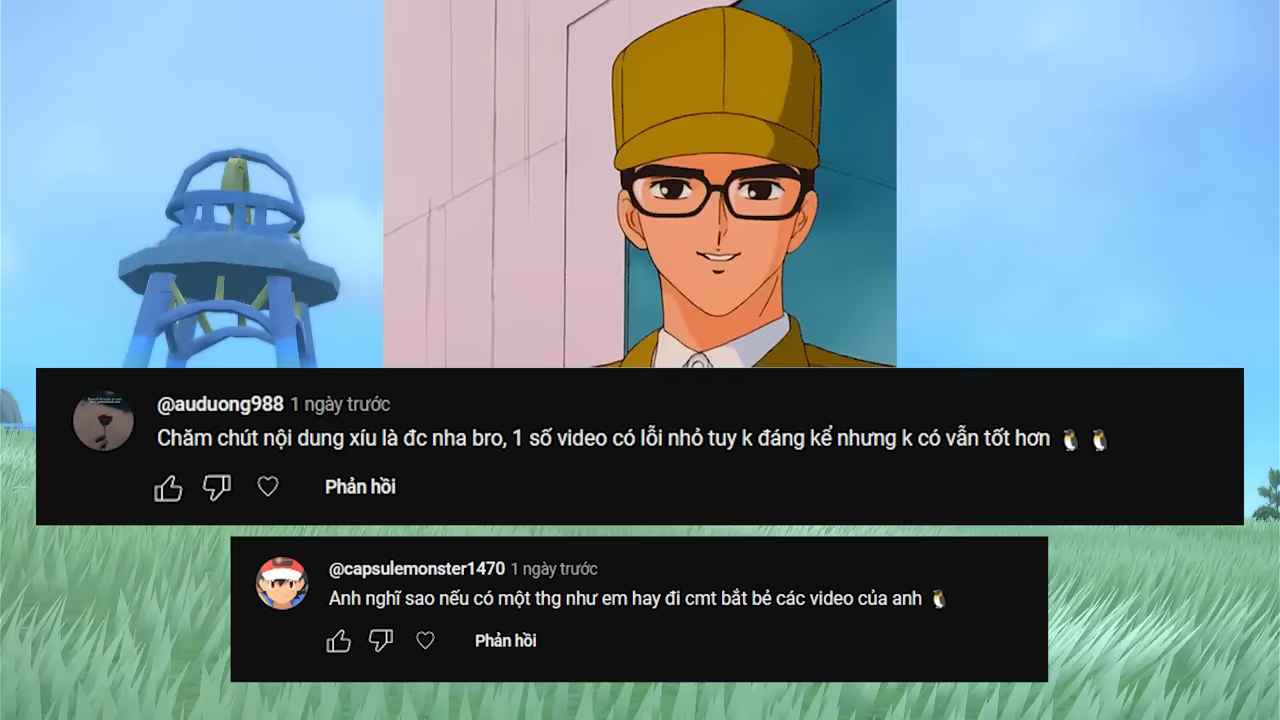 @auduong988 1 ngày trước
Chăm chút nội dung xíu là đc nha bro, 1 số video có lỗi nhỏ tuy k đáng kể nhưng k có vẫn tốt hơn 🐧 🐧
Phản hồi
@capsulemonster1470 1 ngày trước
Anh nghĩ sao nếu có một thg như em hay đi cmt bắt bẻ các video của anh 🐧
Phản hồi